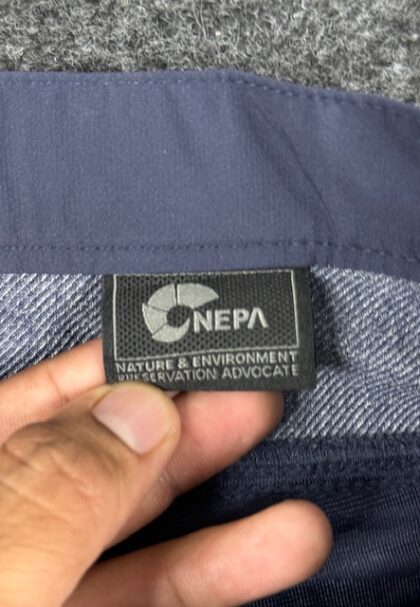 NEPA
NATURE & ENVIRONMENT
PRESERVATION ADVOCATE